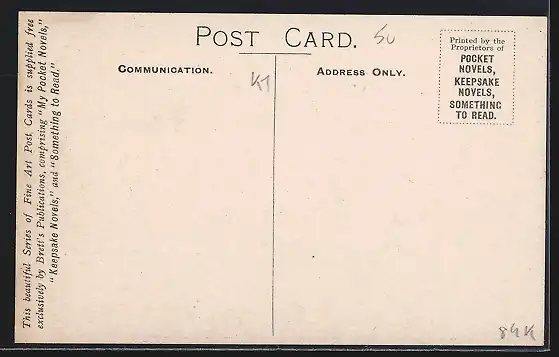 POST CARD.
50
COMMUNICATION.
K1
ADDRESS ONLY.
Printed by the
Proprietors of
POCKET
NOVELS,
KEEPSAKE
NOVELS,
SOMETHING
TO READ.
This beautiful Series of Fine Art Post Cards is supplied free
exclusively by Brett's Publications, comprising "My Pocket Novels,"
"Keepsake Novels," and "Something to Read."